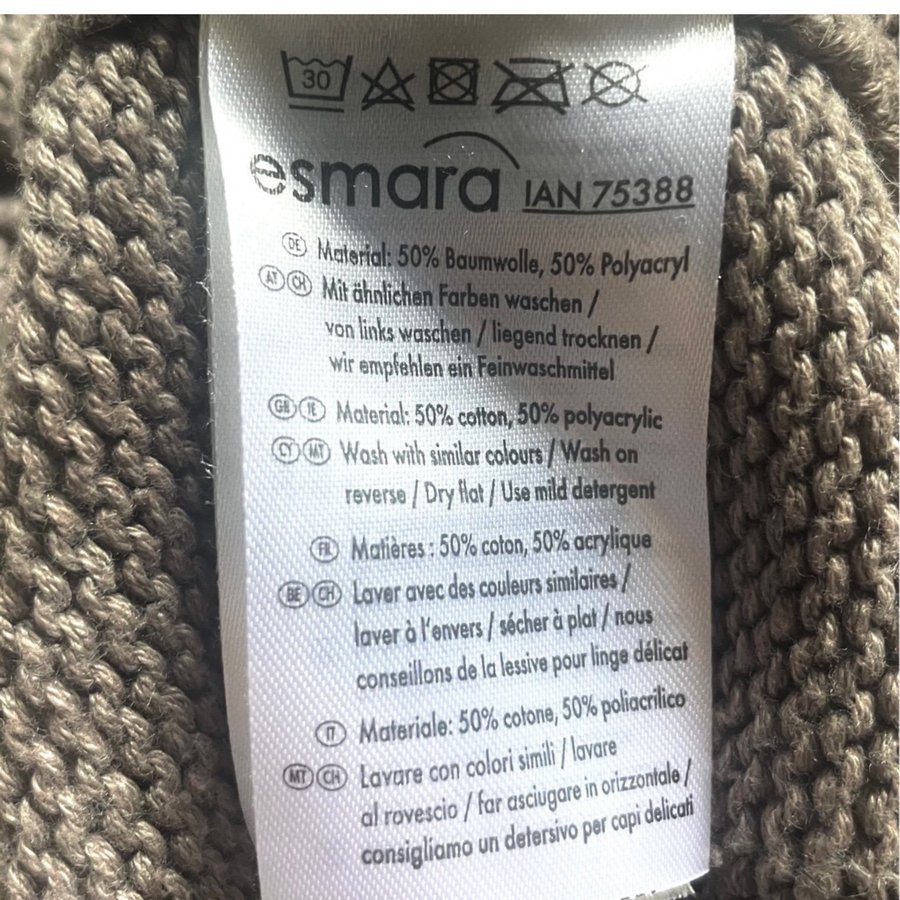 30
esmara IAN 75388
DE Material: 50% Baumwolle, 50% Polyacryl
AT CH Mit ähnlichen Farben waschen /
von links waschen / liegend trocknen /
wir empfehlen ein Feinwaschmittel
GB IE Material: 50% cotton, 50% polyacrylic
CY MT Wash with similar colours / Wash on
reverse / Dry flat / Use mild detergent
FR Matières : 50% coton, 50% acrylique
BE CH Laver avec des couleurs similaires /
laver à l'envers / sécher à plat / nous
conseillons de la lessive pour linge délicat
IT Materiale: 50% cotone, 50% poliacrilico
MT CH Lavare con colori simili / lavare
al rovescio / far asciugare in orizzontale /
consigliamo un detersivo per capi delicati